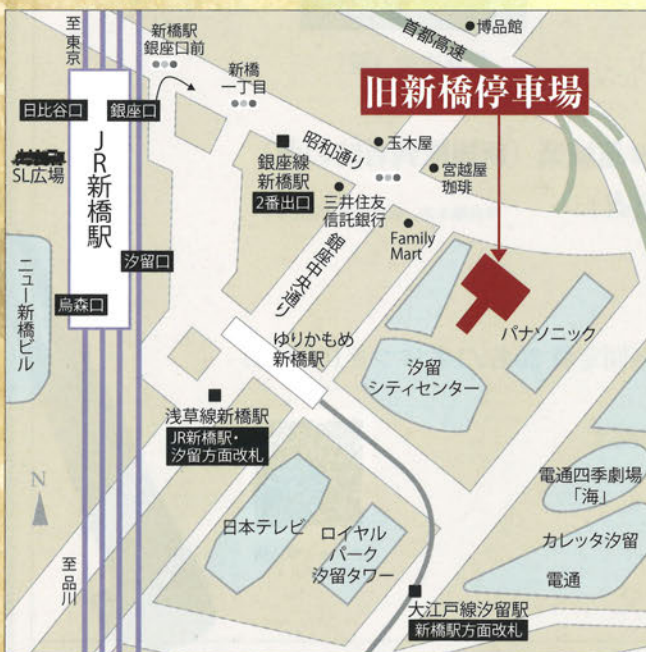 至東京
新橋駅
銀座口前
新橋
一丁目
首都高速
博品館
旧新橋停車場
日比谷口
銀座口
JR新橋駅
SL広場
汐留口
烏森口
ニュー新橋ビル
昭和通り
玉木屋
宮越屋
珈琲
銀座線
新橋駅
2番出口
三井住友
信託銀行
Family
Mart
銀座中央通り
ゆりかもめ
新橋駅
パナソニック
汐留
シティセンター
浅草線新橋駅
JR新橋駅・
汐留方面改札
N
日本テレビ
ロイヤル
パーク
汐留タワー
電通四季劇場
「海」
カレッタ汐留
電通
至品川
大江戸線汐留駅
新橋駅方面改札